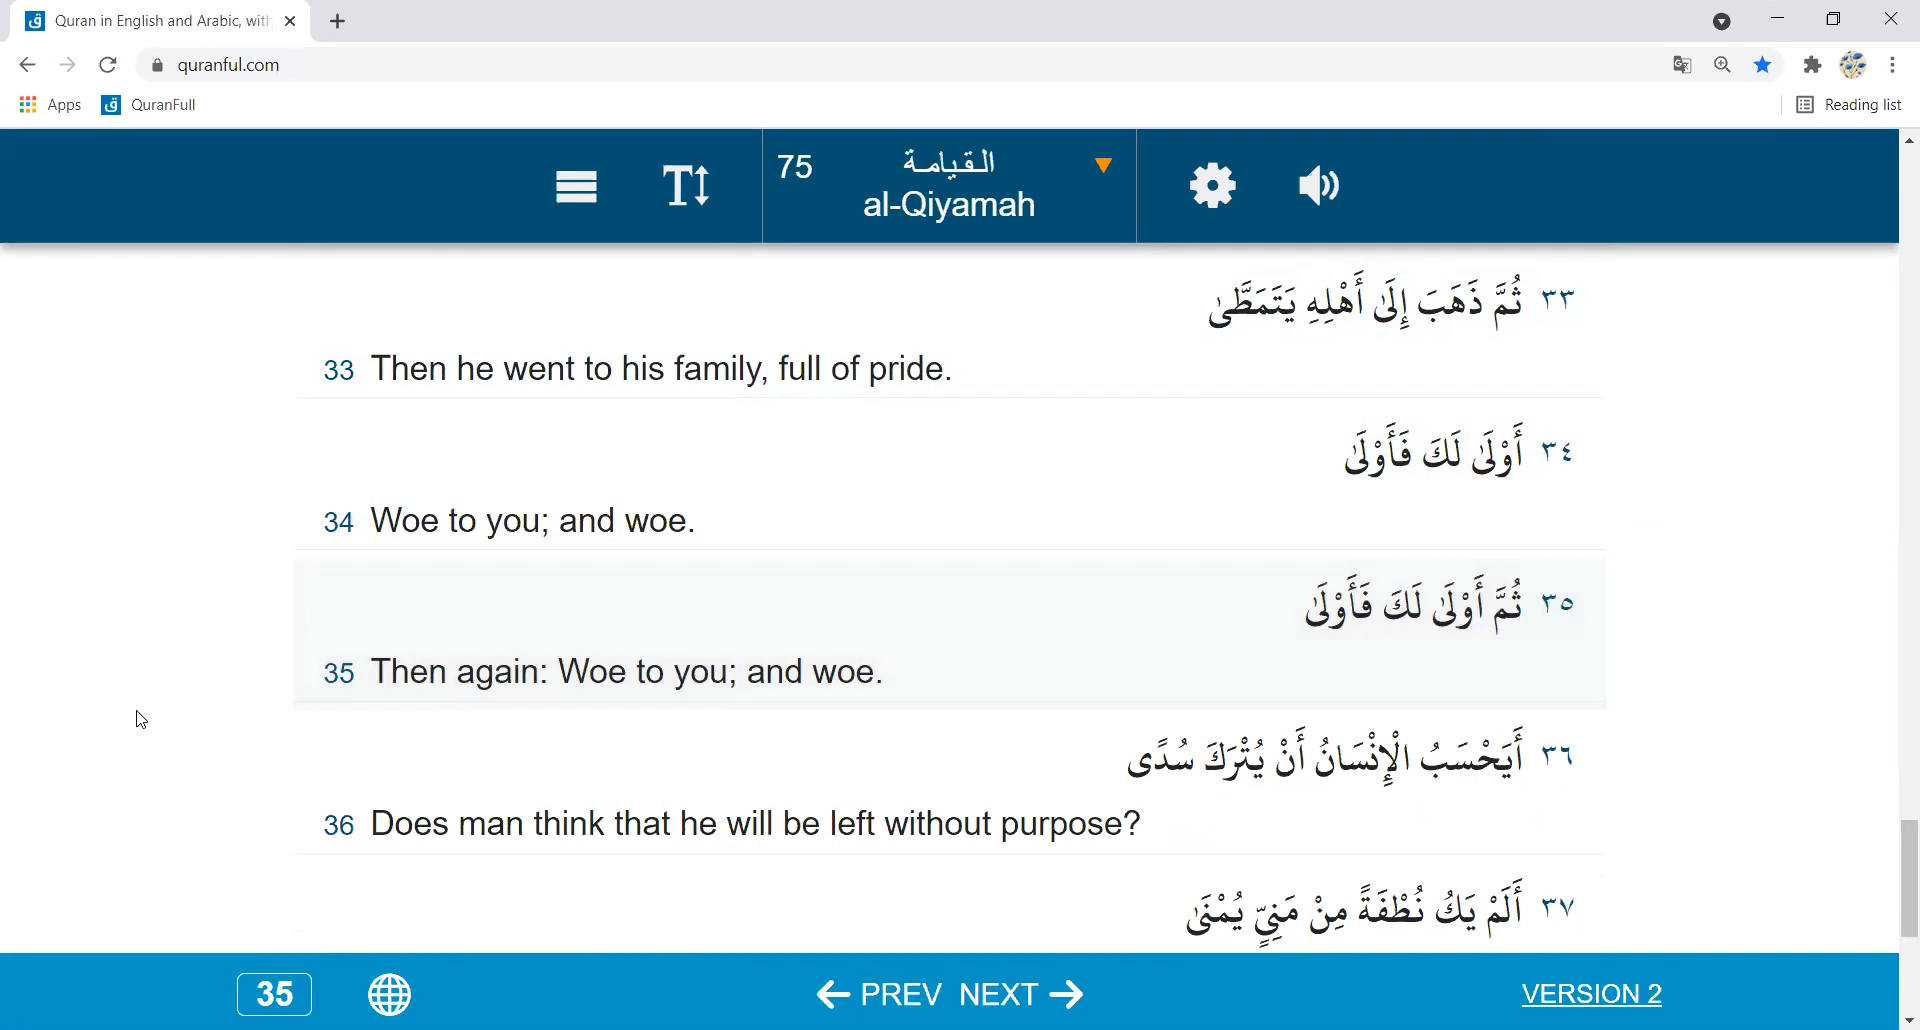 Quran in English and Arabic, with
quranful.com
Apps
QuranFull
Reading list
75
القيامة
al-Qiyamah
٣٣ ثُمَّ ذَهَبَ إِلَىٰ أَهْلِهِ يَتَمَطَّىٰ
33 Then he went to his family, full of pride.
٣٤ أَوْلَىٰ لَكَ فَأَوْلَىٰ
34 Woe to you; and woe.
٣٥ ثُمَّ أَوْلَىٰ لَكَ فَأَوْلَىٰ
35 Then again: Woe to you; and woe.
٣٦ أَيَحْسَبُ الْإِنْسَانُ أَنْ يُتْرَكَ سُدًى
36 Does man think that he will be left without purpose?
٣٧ أَلَمْ يَكُ نُطْفَةً مِنْ مَنِيٍّ يُمْنَىٰ
35
PREV NEXT
VERSION 2